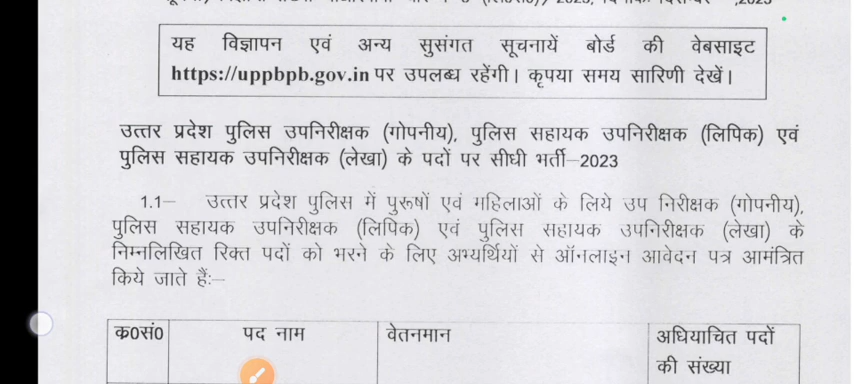 यह विज्ञापन एवं अन्य सुसंगत सूचनायें बोर्ड की वेबसाइट
https://uppbpb.gov.in पर उपलब्ध रहेंगी। कृपया समय सारिणी देखें।
उत्तर प्रदेश पुलिस उपनिरीक्षक (गोपनीय), पुलिस सहायक उपनिरीक्षक (लिपिक) एवं
पुलिस सहायक उपनिरीक्षक (लेखा) के पदों पर सीधी भर्ती–2023
1.1– उत्तर प्रदेश पुलिस में पुरूषों एवं महिलाओं के लिये उप निरीक्षक (गोपनीय),
पुलिस सहायक उपनिरीक्षक (लिपिक) एवं पुलिस सहायक उपनिरीक्षक (लेखा) के
निम्नलिखित रिक्त पदों को भरने के लिए अभ्यर्थियों से ऑनलाइन आवेदन पत्र आमंत्रित
किये जाते हैंः–
क0सं0 पद नाम वेतनमान अधियाचित पदों
की संख्या